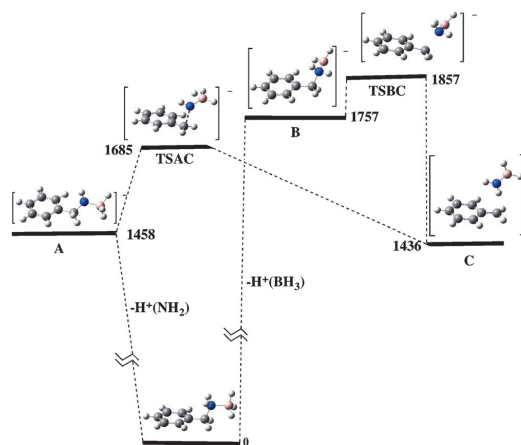 1857
TSBC
B
1757
1685
TSAC
A
1458
1436
C
-H⁺(NH₂)
-H⁺(BH₃)
0